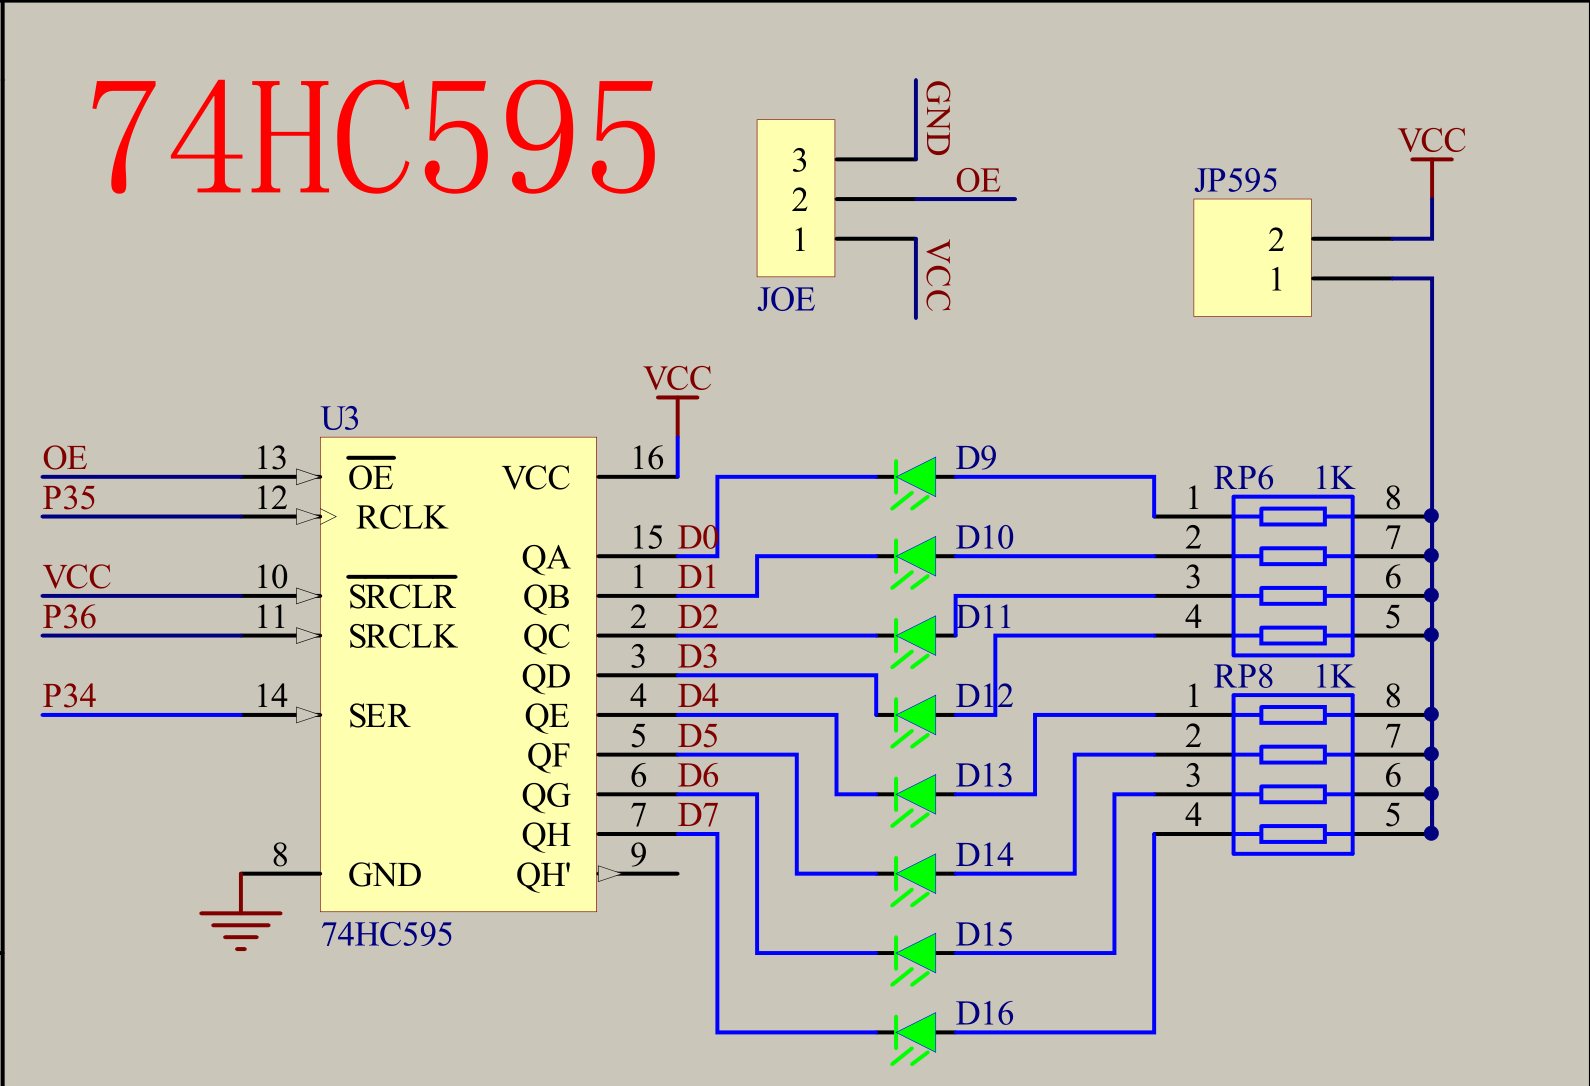 74HC595
GND
3
2
OE
1
VCC
JOE
VCC
JP595
2
1
VCC
U3
OE 13 OE VCC 16
P35 12 RCLK
QA 15 D0
VCC 10 SRCLR QB 1 D1
P36 11 SRCLK QC 2 D2
QD 3 D3
P34 14 SER QE 4 D4
QF 5 D5
QG 6 D6
QH 7 D7
8 GND QH' 9
74HC595
D9
D10
D11
D12
D13
D14
D15
D16
RP6 1K
1 8
2 7
3 6
4 5
RP8 1K
1 8
2 7
3 6
4 5